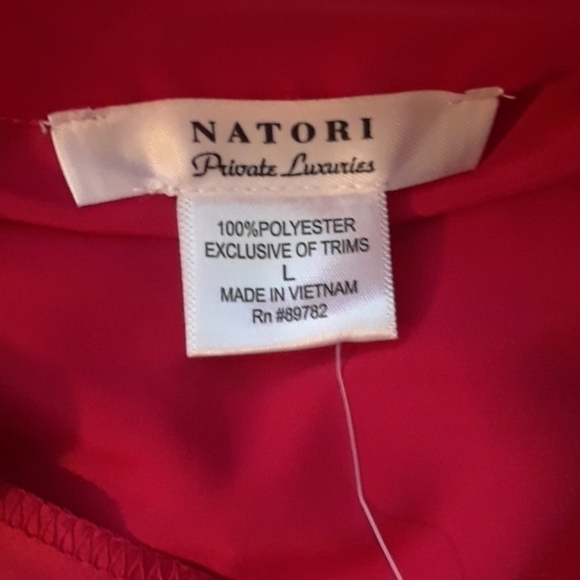 NATORI
Private Luxuries
100%POLYESTER
EXCLUSIVE OF TRIMS
L
MADE IN VIETNAM
Rn #89782